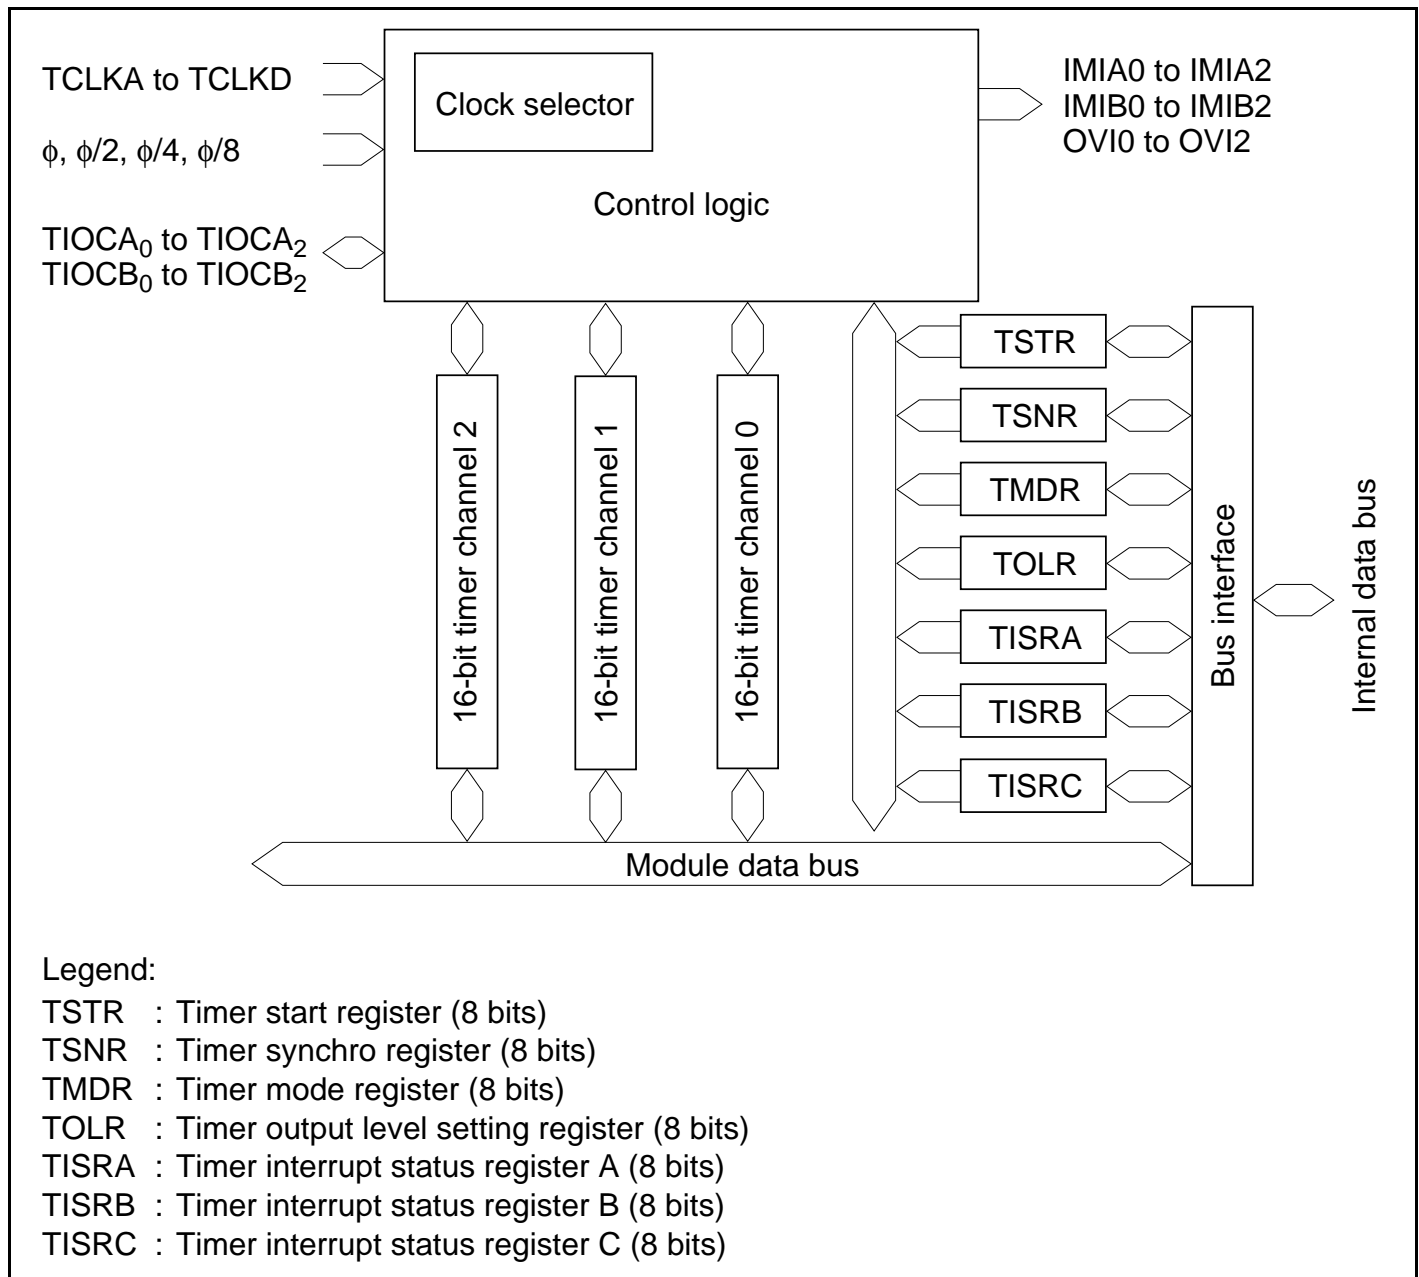 TCLKA to TCLKD
ϕ, ϕ/2, ϕ/4, ϕ/8
TIOCA0 to TIOCA2
TIOCB0 to TIOCB2
Clock selector
Control logic
IMIA0 to IMIA2
IMIB0 to IMIB2
OVI0 to OVI2
16-bit timer channel 2
16-bit timer channel 1
16-bit timer channel 0
TSTR
TSNR
TMDR
TOLR
TISRA
TISRB
TISRC
Bus interface
Internal data bus
Module data bus
Legend:
TSTR : Timer start register (8 bits)
TSNR : Timer synchro register (8 bits)
TMDR : Timer mode register (8 bits)
TOLR : Timer output level setting register (8 bits)
TISRA : Timer interrupt status register A (8 bits)
TISRB : Timer interrupt status register B (8 bits)
TISRC : Timer interrupt status register C (8 bits)